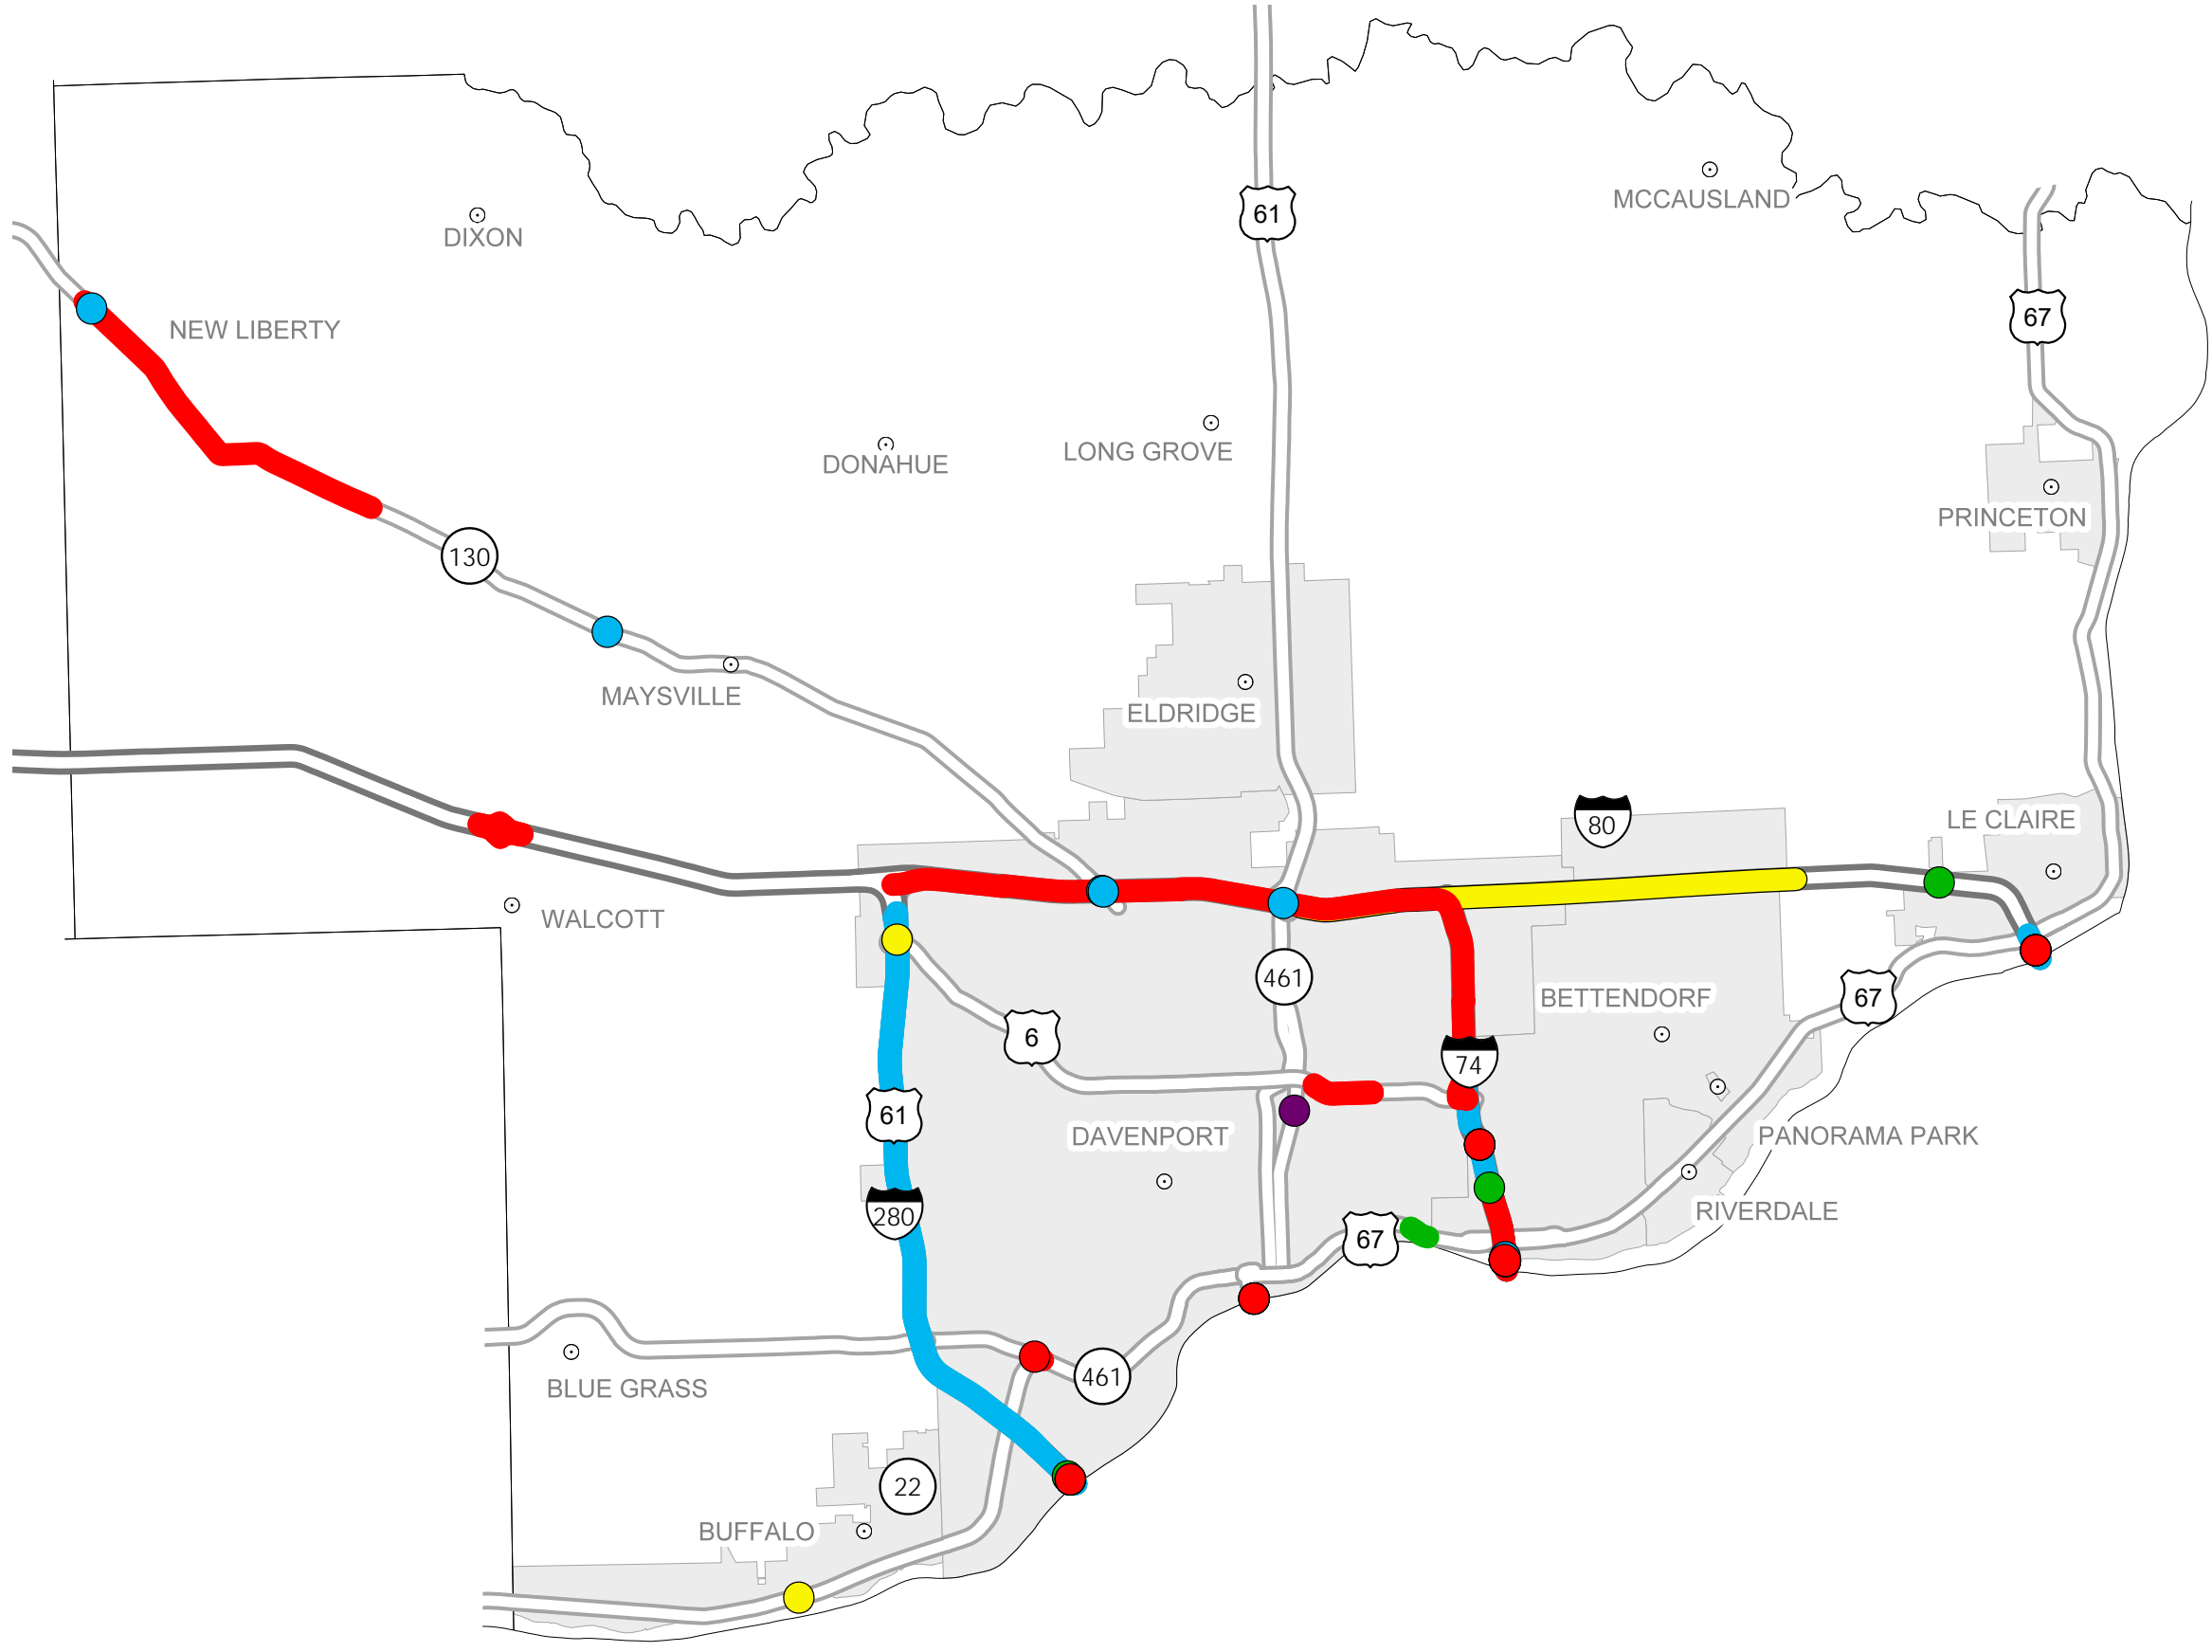 MCCAUSLAND
61
DIXON
67
NEW LIBERTY
LONG GROVE
DONAHUE
PRINCETON
130
MAYSVILLE
ELDRIDGE
LE CLAIRE
80
WALCOTT
461
BETTENDORF
67
6
74
61
DAVENPORT
PANORAMA PARK
RIVERDALE
280
67
461
BLUE GRASS
22
BUFFALO